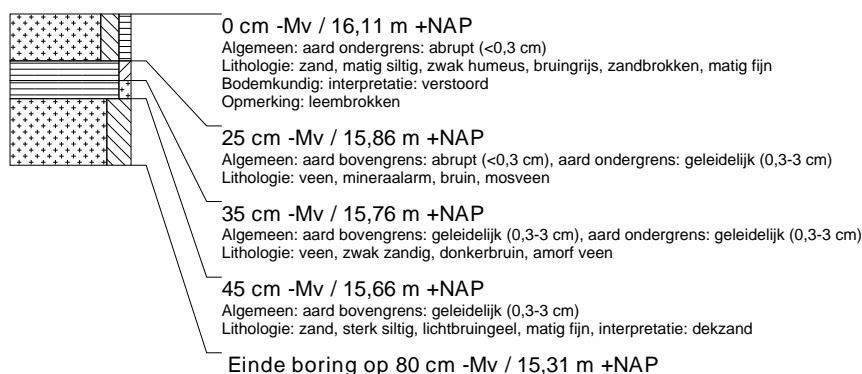 0 cm -Mv / 16,11 m +NAP
Algemeen: aard ondergrens: abrupt (<0,3 cm)
Lithologie: zand, matig siltig, zwak humeus, bruingrijs, zandbrokken, matig fijn
Bodemkundig: interpretatie: verstoord
Opmerking: leembrokken
25 cm -Mv / 15,86 m +NAP
Algemeen: aard bovengrens: abrupt (<0,3 cm), aard ondergrens: geleidelijk (0,3-3 cm)
Lithologie: veen, mineraalarm, bruin, mosveen
35 cm -Mv / 15,76 m +NAP
Algemeen: aard bovengrens: geleidelijk (0,3-3 cm), aard ondergrens: geleidelijk (0,3-3 cm)
Lithologie: veen, zwak zandig, donkerbruin, amorf veen
45 cm -Mv / 15,66 m +NAP
Algemeen: aard bovengrens: geleidelijk (0,3-3 cm)
Lithologie: zand, sterk siltig, lichtbruingeel, matig fijn, interpretatie: dekzand
Einde boring op 80 cm -Mv / 15,31 m +NAP